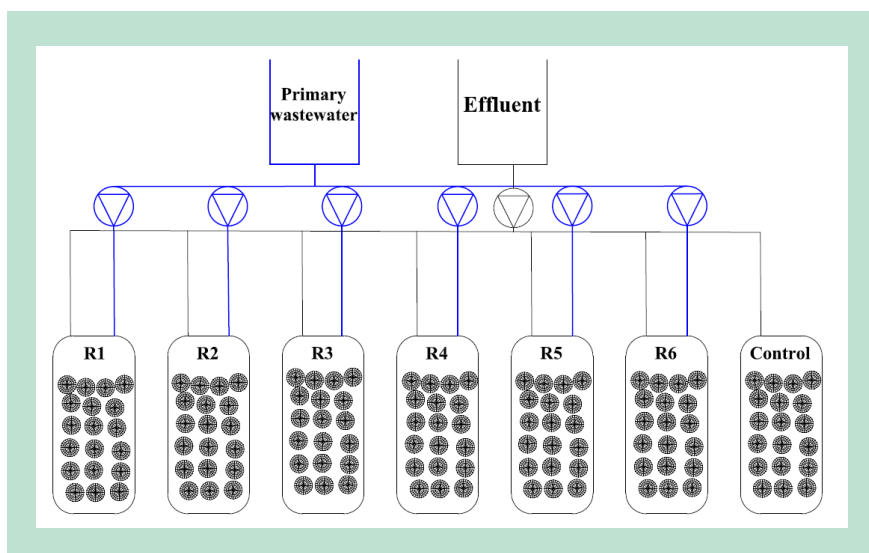 Primary
wastewater
Effluent
R1
R2
R3
R4
R5
R6
Control